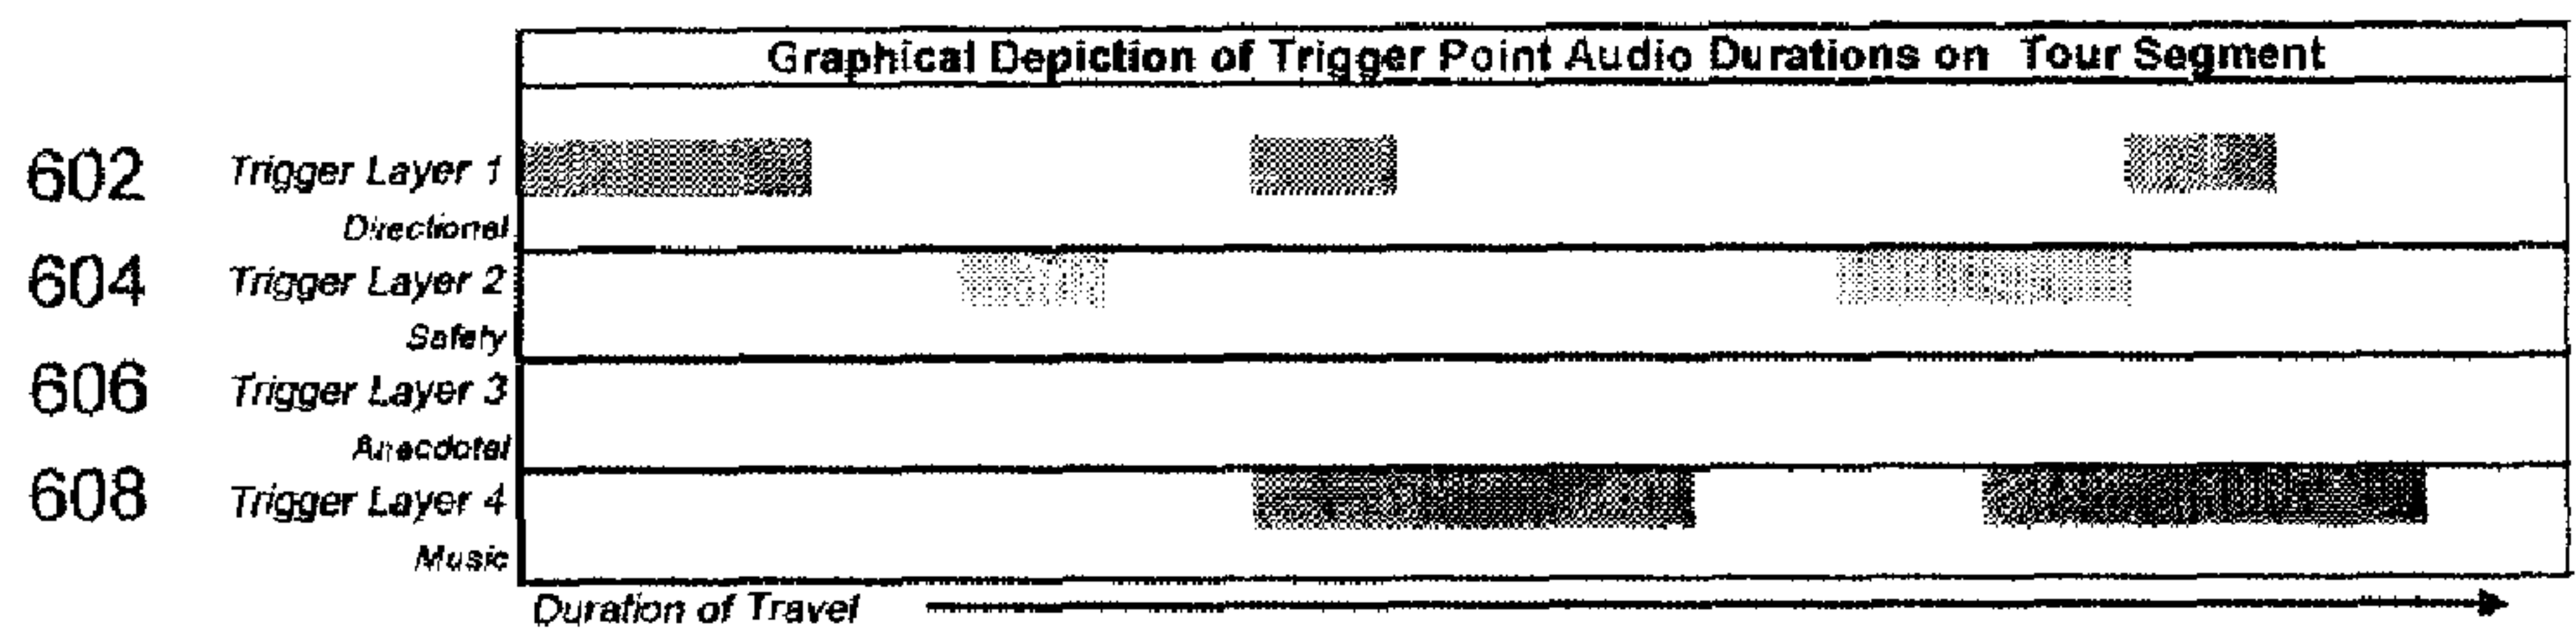 Graphical Depiction of Trigger Point Audio Durations on Tour Segment
602 Trigger Layer 1
Directional
604 Trigger Layer 2
Safety
606 Trigger Layer 3
Anecdotal
608 Trigger Layer 4
Music
Duration of Travel